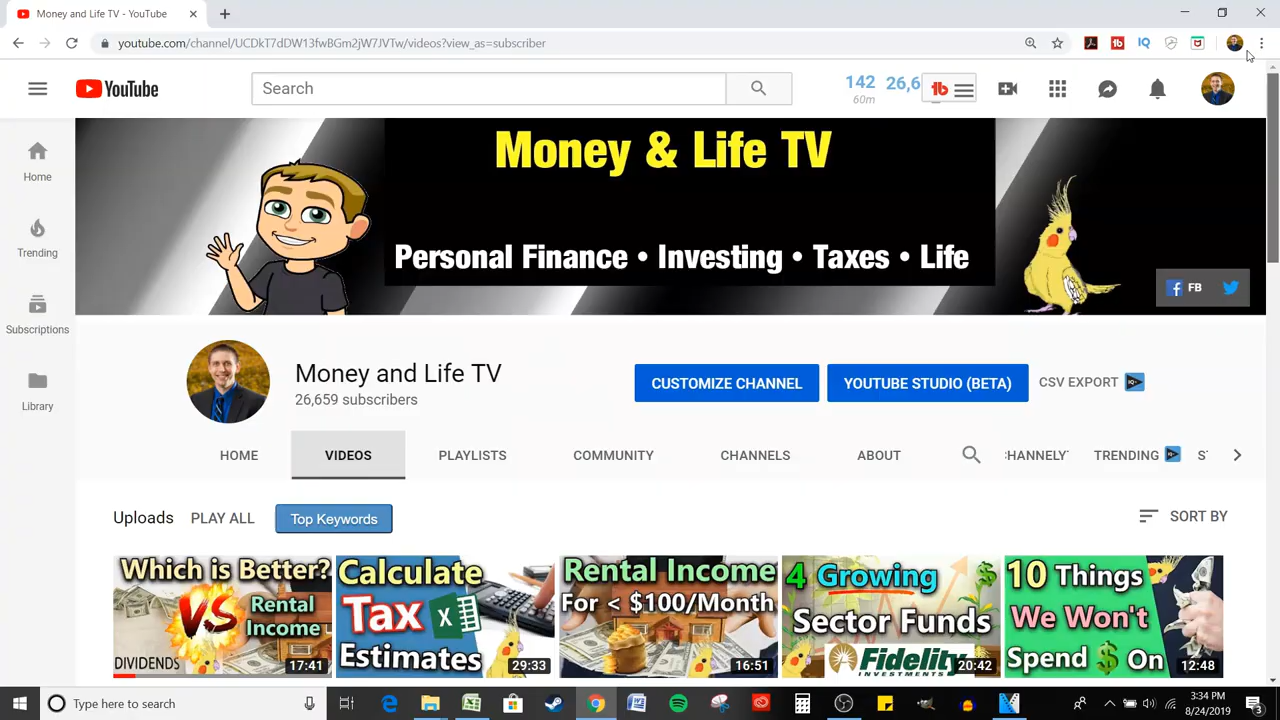 Money and Life TV - YouTube
youtube.com/channel/UCDkT7dDW13fwBGm2jW7JVTw/videos?view_as=subscriber
YouTube
Search
142
60m
26,6
Home
Trending
Subscriptions
Library
Money & Life TV
Personal Finance • Investing • Taxes • Life
FB
Money and Life TV
26,659 subscribers
CUSTOMIZE CHANNEL
YOUTUBE STUDIO (BETA)
CSV EXPORT
HOME
VIDEOS
PLAYLISTS
COMMUNITY
CHANNELS
ABOUT
TRENDING
Uploads
PLAY ALL
Top Keywords
SORT BY
Which is Better?
VS
Rental
Income
DIVIDENDS
17:41
Calculate
Tax
Estimates
29:33
Rental Income
For < $100/Month
16:51
4 Growing
Sector Funds
Fidelity
INVESTMENTS
20:42
10 Things
We Won't
Spend $ On
12:48
Type here to search
3:34 PM
8/24/2019
3